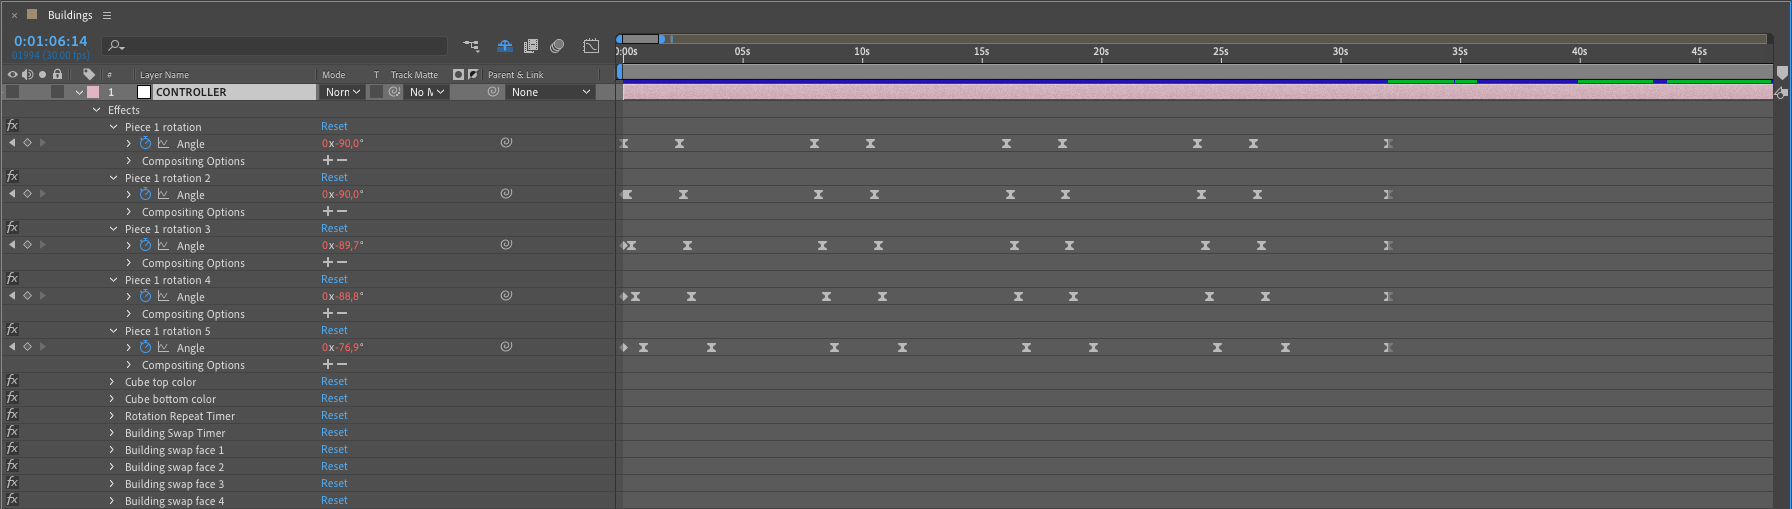 × Buildings
0:01:06:14
01994 (30.00 fps)
:00s 05s 10s 15s 20s 25s 30s 35s 40s 45s
# Layer Name Mode T Track Matte Parent & Link
1 CONTROLLER Norn No M None
Effects
fx Piece 1 rotation Reset
Angle 0x-90,0°
Compositing Options + −
fx Piece 1 rotation 2 Reset
Angle 0x-90,0°
Compositing Options + −
fx Piece 1 rotation 3 Reset
Angle 0x-89,7°
Compositing Options + −
fx Piece 1 rotation 4 Reset
Angle 0x-88,8°
Compositing Options + −
fx Piece 1 rotation 5 Reset
Angle 0x-76,9°
Compositing Options + −
fx Cube top color Reset
fx Cube bottom color Reset
fx Rotation Repeat Timer Reset
fx Building Swap Timer Reset
fx Building swap face 1 Reset
fx Building swap face 2 Reset
fx Building swap face 3 Reset
fx Building swap face 4 Reset